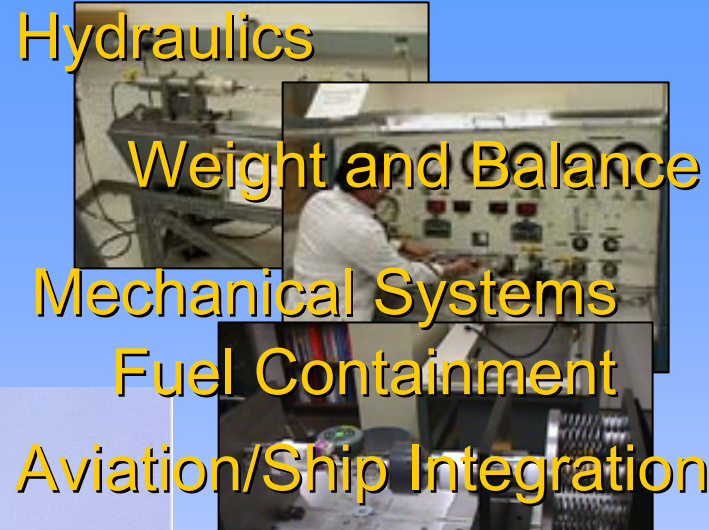 Hydraulics
Weight and Balance
Mechanical Systems
Fuel Containment
Aviation/Ship Integration